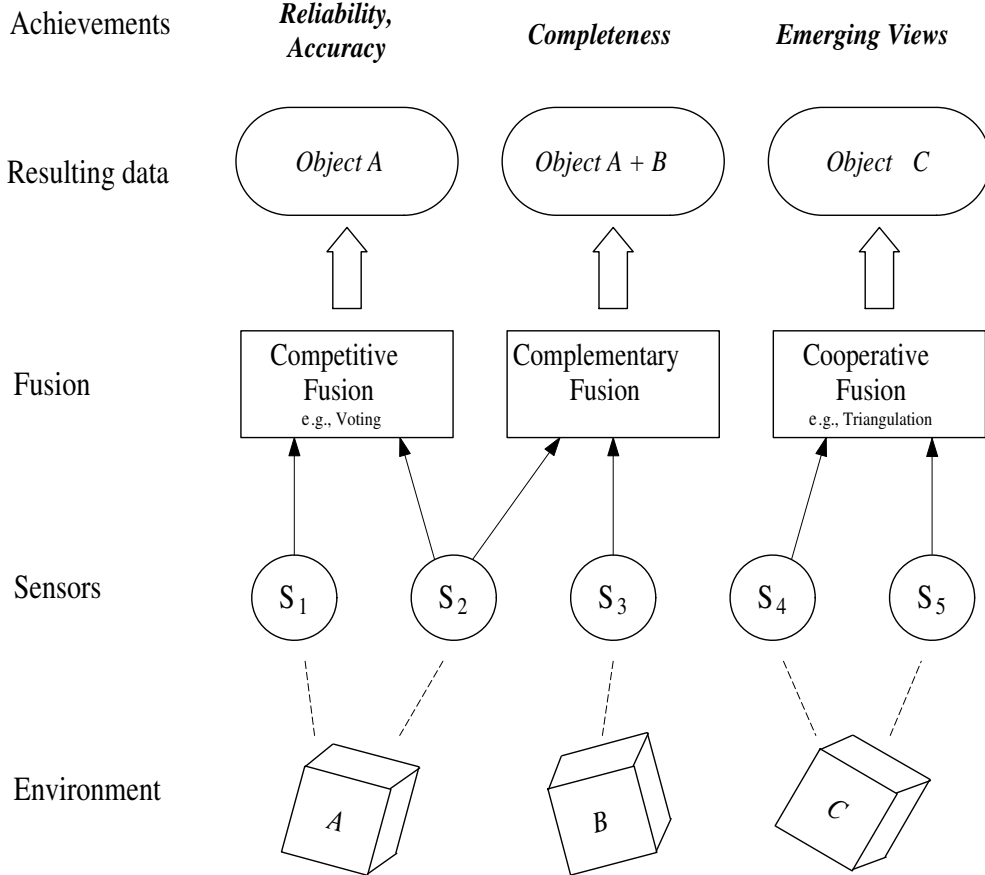 Achievements
Reliability,
Accuracy
Completeness
Emerging Views
Resulting data
Object A
Object A + B
Object C
Fusion
Competitive
Fusion
e.g., Voting
Complementary
Fusion
Cooperative
Fusion
e.g., Triangulation
Sensors
S1
S2
S3
S4
S5
Environment
A
B
C